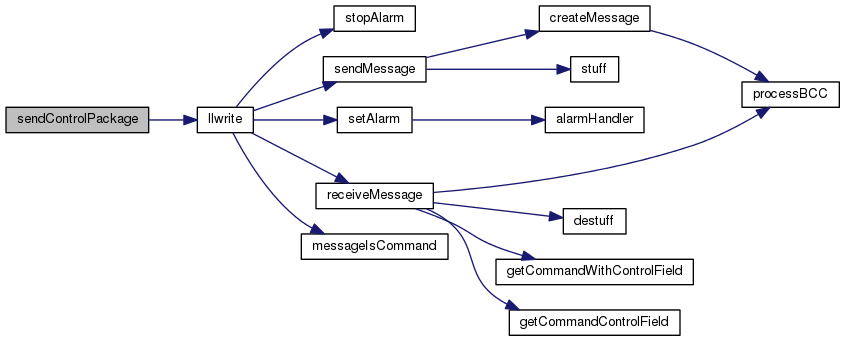 sendControlPackage
llwrite
stopAlarm
sendMessage
setAlarm
receiveMessage
messageIsCommand
createMessage
stuff
alarmHandler
destuff
getCommandWithControlField
getCommandControlField
processBCC